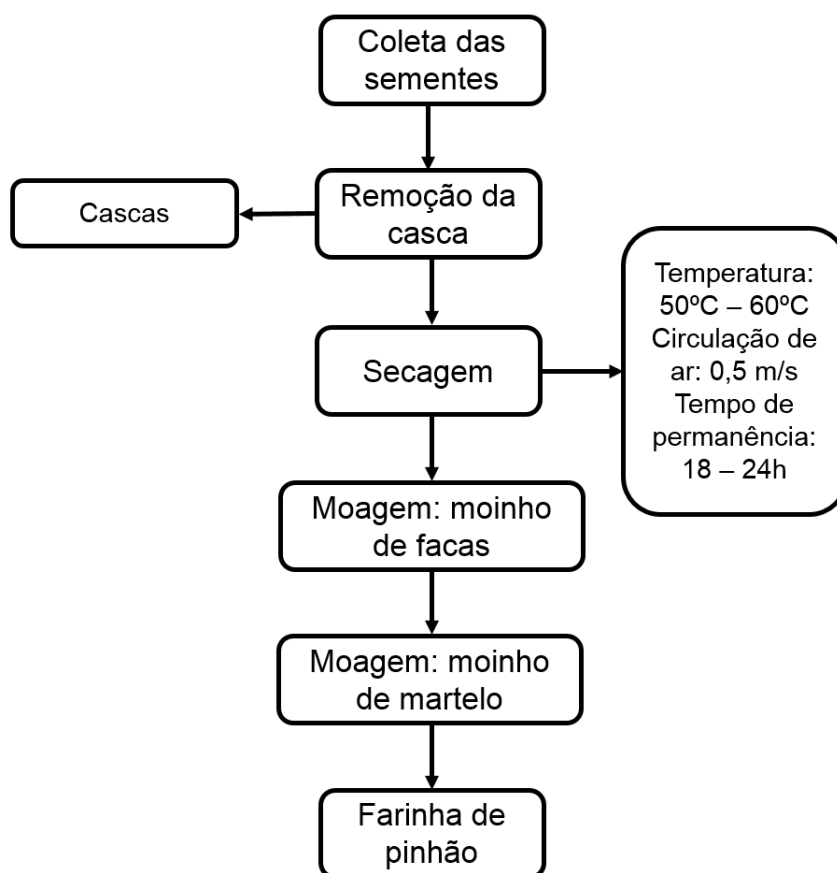 Coleta das
sementes
Remoção da
casca
Cascas
Secagem
Temperatura:
50ºC – 60ºC
Circulação de
ar: 0,5 m/s
Tempo de
permanência:
18 – 24h
Moagem: moinho
de facas
Moagem: moinho
de martelo
Farinha de
pinhão